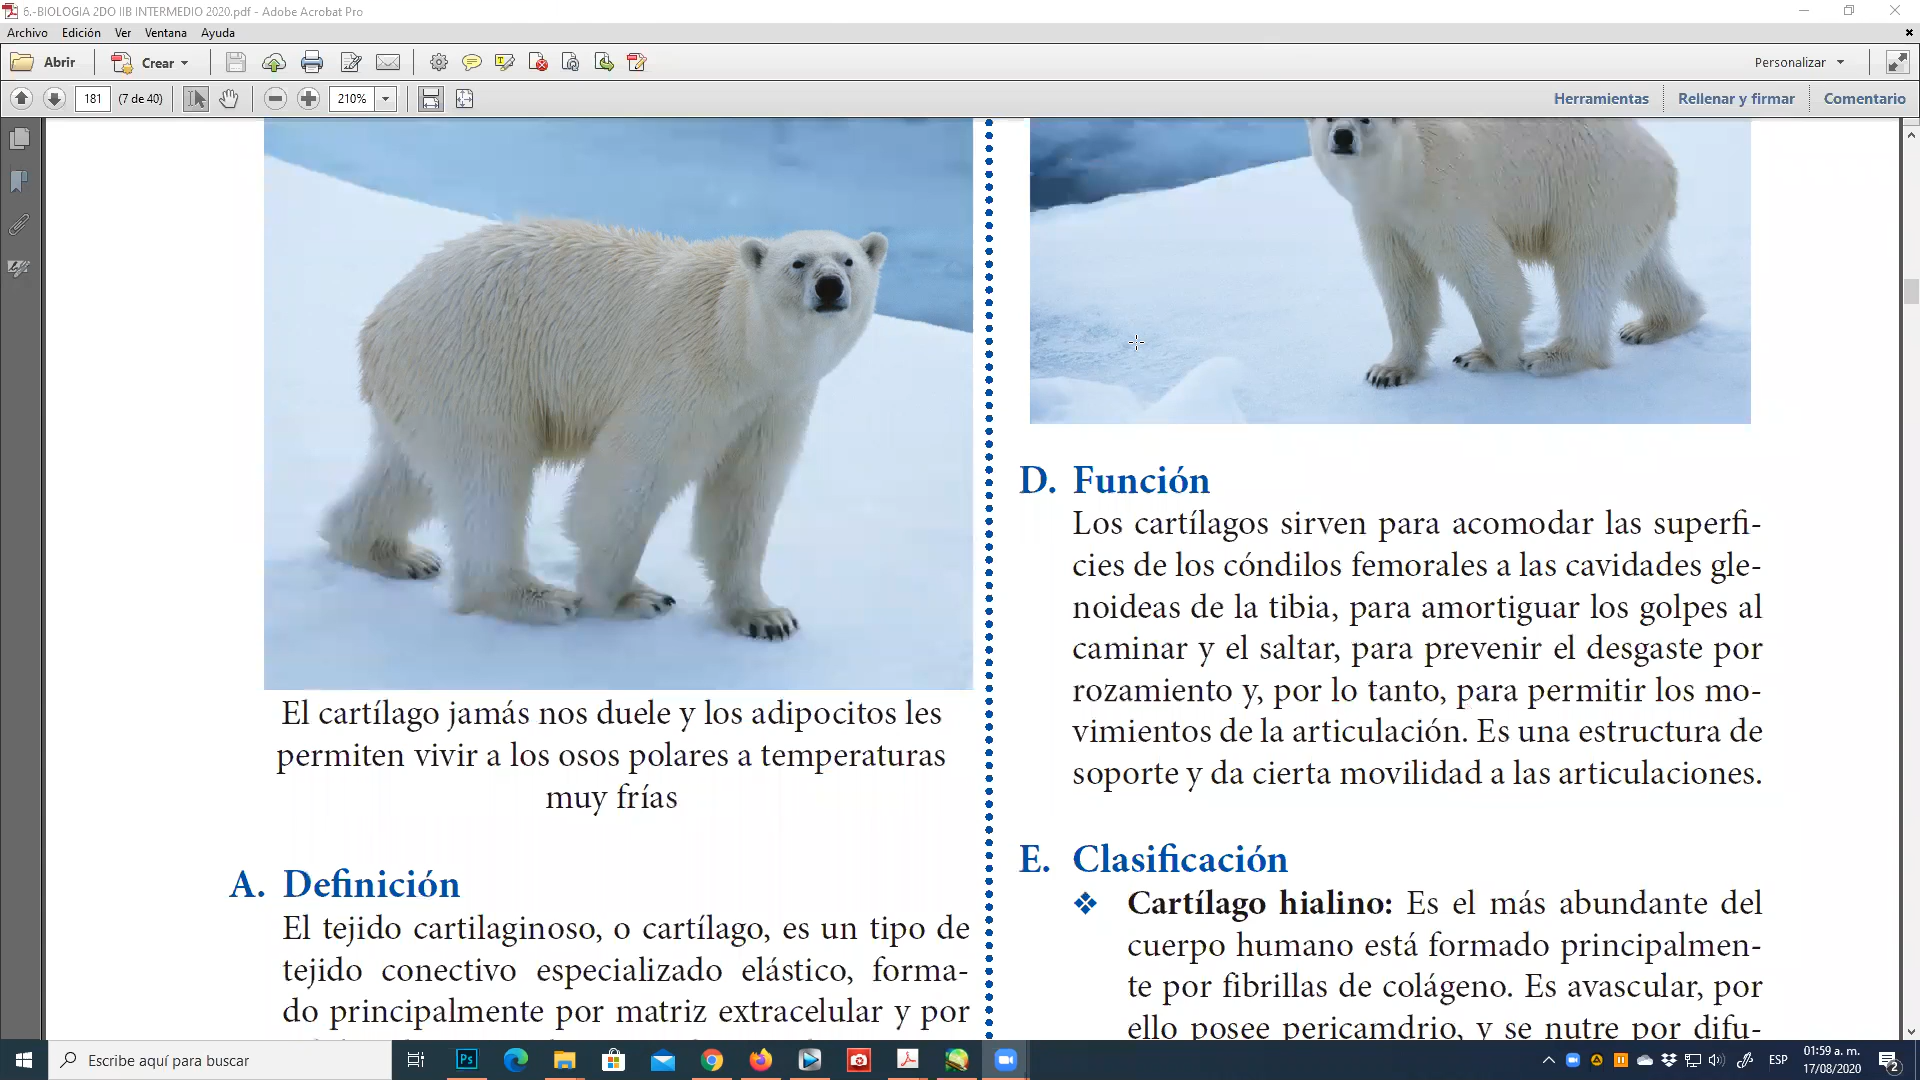 6.-BIOLOGIA 2DO IIB INTERMEDIO 2020.pdf - Adobe Acrobat Pro
Archivo Edición Ver Ventana Ayuda
Abrir Crear Personalizar
181 (7 de 40) 210% Herramientas Rellenar y firmar Comentario
El cartílago jamás nos duele y los adipocitos les
permiten vivir a los osos polares a temperaturas
muy frías
A. Definición
El tejido cartilaginoso, o cartílago, es un tipo de
tejido conectivo especializado elástico, forma-
do principalmente por matriz extracelular y por
D. Función
Los cartílagos sirven para acomodar las superfi-
cies de los cóndilos femorales a las cavidades gle-
noideas de la tibia, para amortiguar los golpes al
caminar y el saltar, para prevenir el desgaste por
rozamiento y, por lo tanto, para permitir los mo-
vimientos de la articulación. Es una estructura de
soporte y da cierta movilidad a las articulaciones.
E. Clasificación
❖ Cartílago hialino: Es el más abundante del
cuerpo humano está formado principalmen-
te por fibrillas de colágeno. Es avascular, por
ello posee pericamdrio, y se nutre por difu-
Escribe aquí para buscar
Ps
ESP
01:59 a. m.
17/08/2020
2